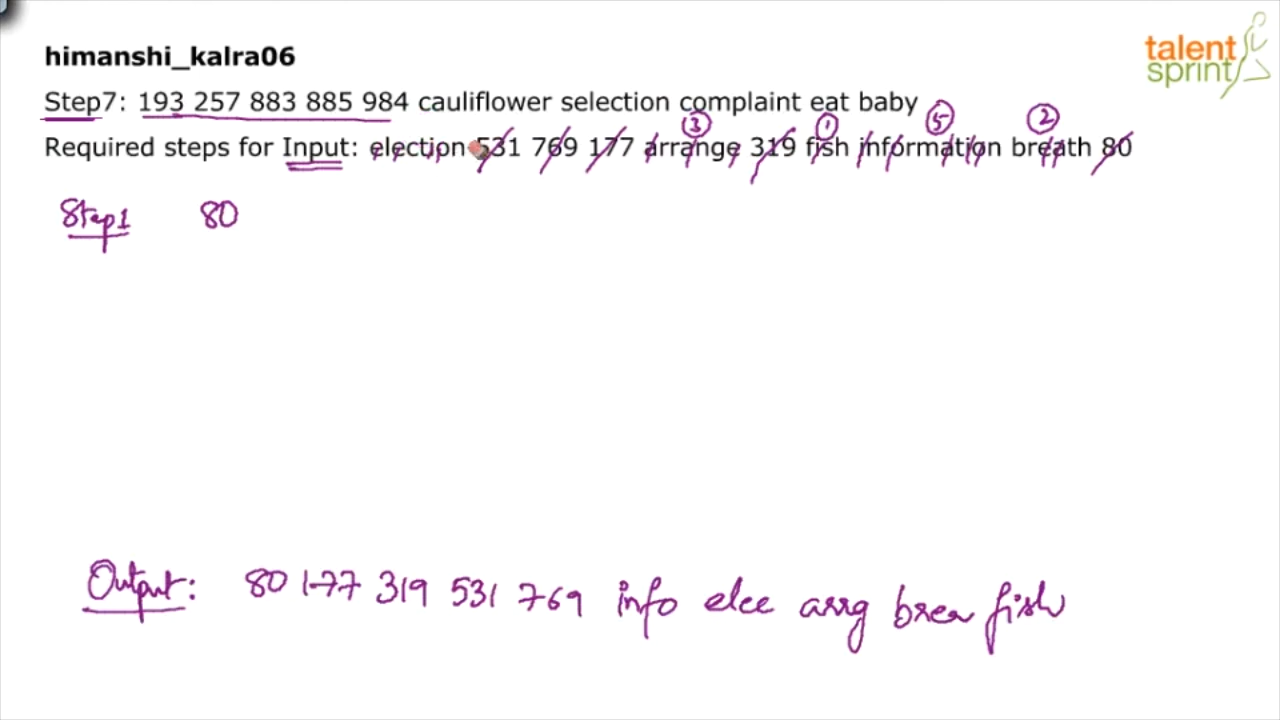 talent
sprint
himanshi_kalra06
Step7: 193 257 883 885 984 cauliflower selection complaint eat baby
3 1 5 2
Required steps for Input: election 531 769 177 arrange 319 fish information breath 80
Step1 80
Output: 80 177 319 531 769 info elec arrg brea fish